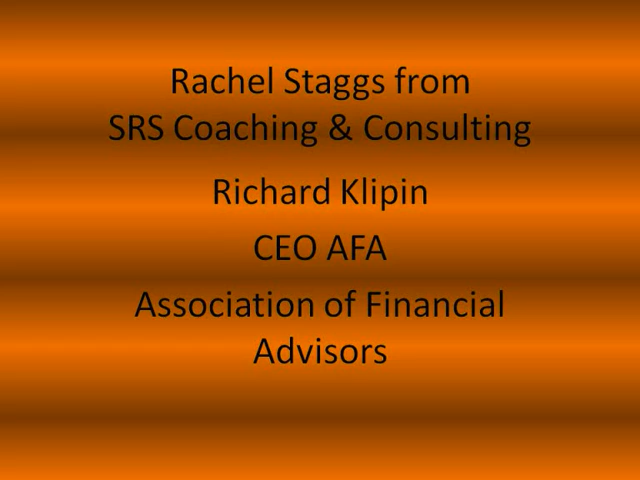 Rachel Staggs from
SRS Coaching & Consulting
Richard Klipin
CEO AFA
Association of Financial
Advisors